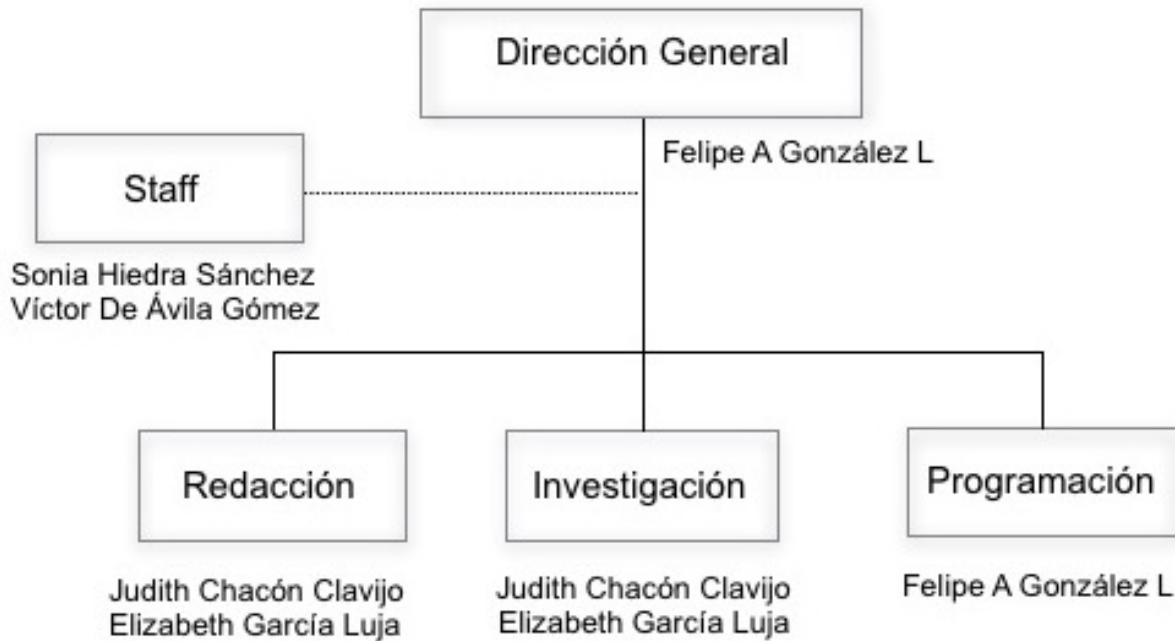 Dirección General
Felipe A González L
Staff
Sonia Hiedra Sánchez
Víctor De Ávila Gómez
Redacción
Judith Chacón Clavijo
Elizabeth García Luja
Investigación
Judith Chacón Clavijo
Elizabeth García Luja
Programación
Felipe A González L